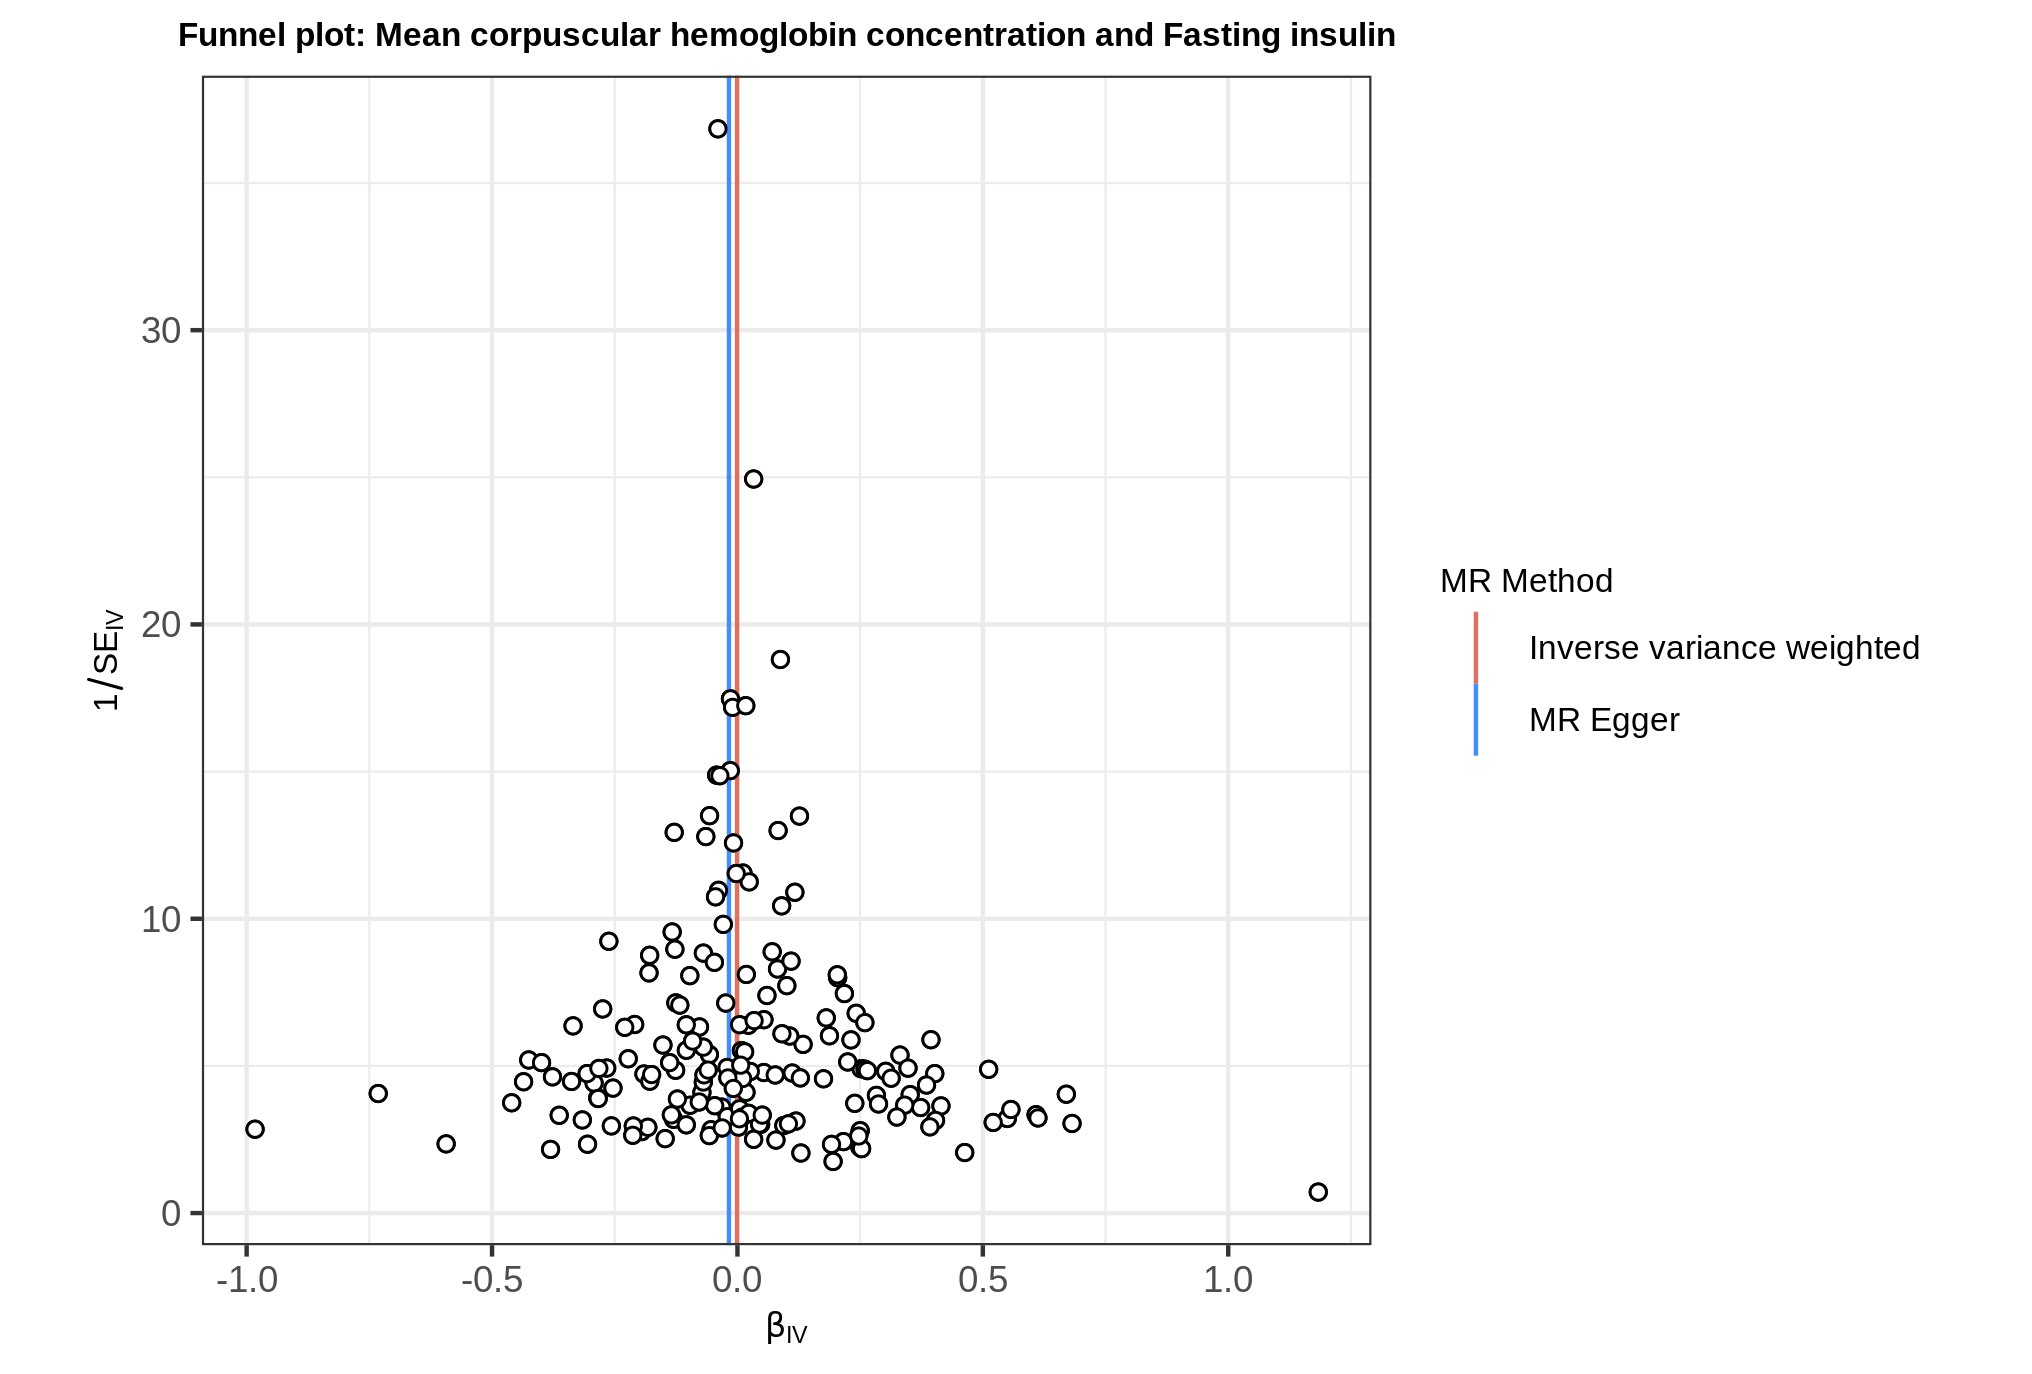 Funnel plot: Mean corpuscular hemoglobin concentration and Fasting insulin
1/SE_IV
30
20
10
0
-1.0
-0.5
0.0
0.5
1.0
β_IV
MR Method
Inverse variance weighted
MR Egger